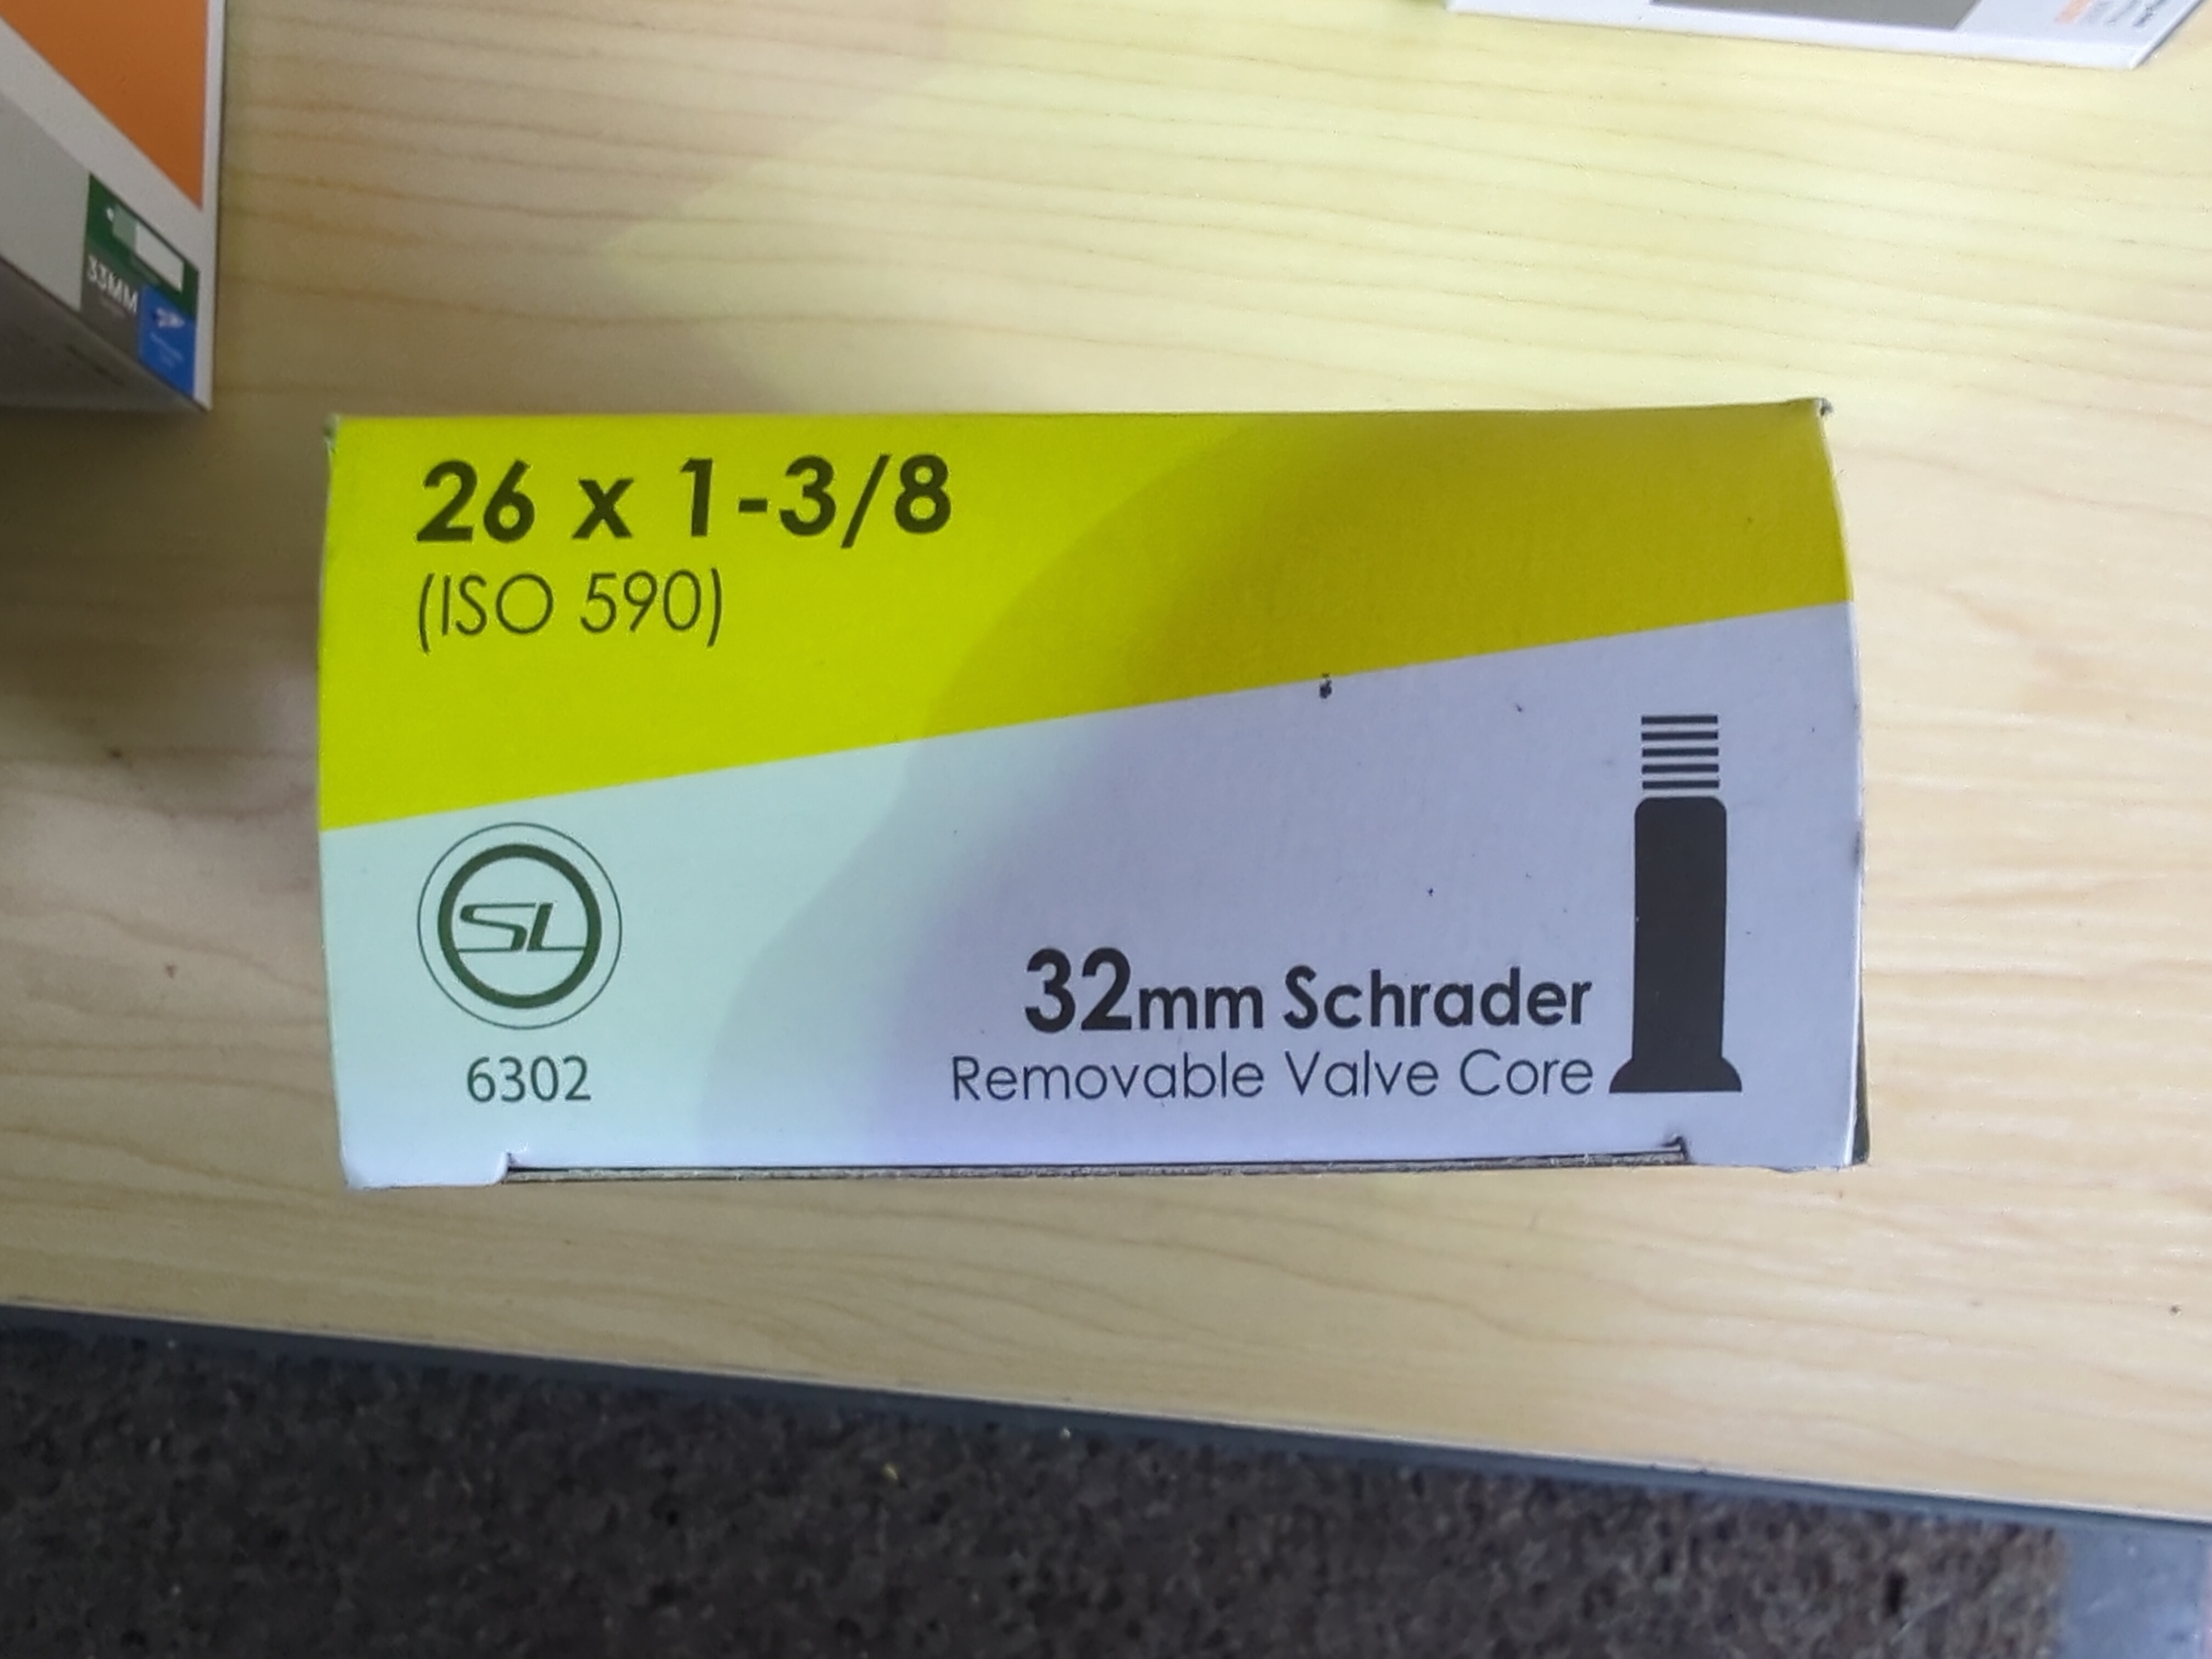 33MM
26 x 1-3/8
(ISO 590)
SL
6302
32mm Schrader
Removable Valve Core